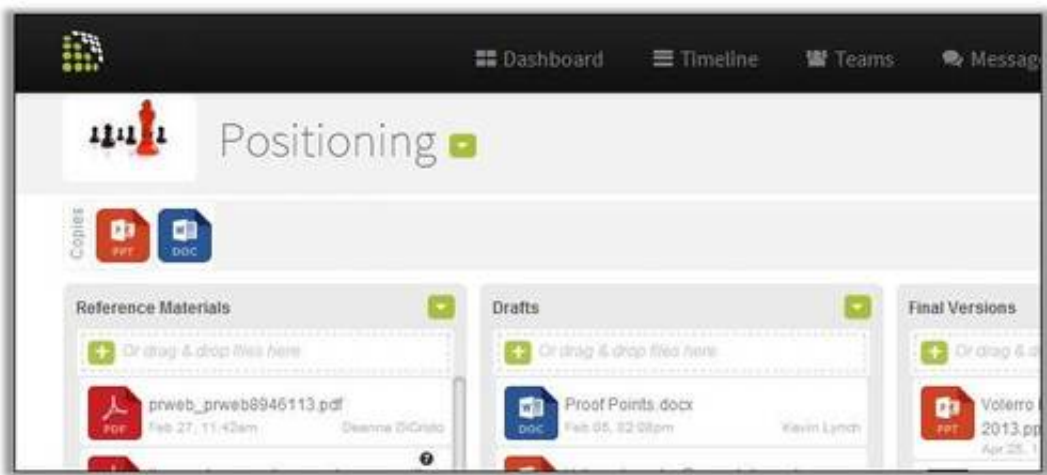 Dashboard Timeline Teams Messag
Positioning
Copies
PPT DOC
Reference Materials
Or drag & drop files here
PDF
prweb_prweb8946113.pdf
Feb 27, 11:42am Deanna DiCristo
Drafts
Or drag & drop files here
DOC
Proof Points.docx
Feb 05, 02:08pm Kevin Lynch
Final Versions
Or drag & d
PPT
Volerro
2013.pp
Apr 25, 1